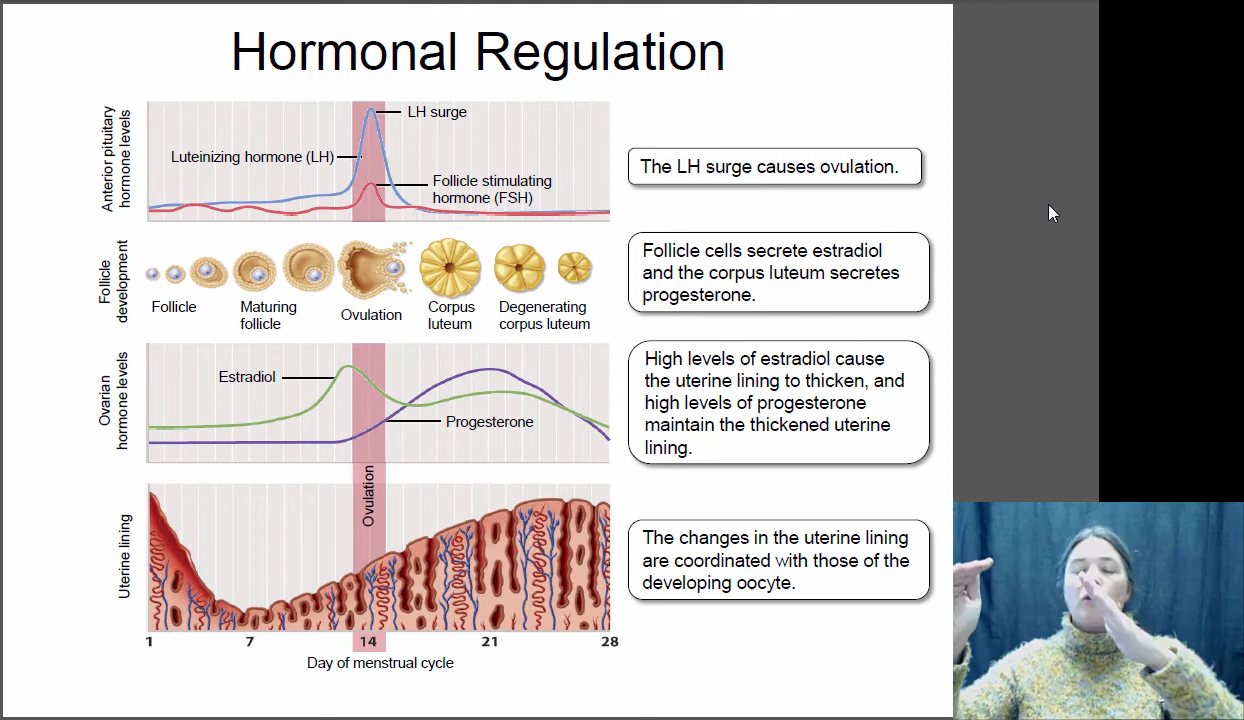 Hormonal Regulation
Anterior pituitary
hormone levels
LH surge
Luteinizing hormone (LH)
Follicle stimulating
hormone (FSH)
The LH surge causes ovulation.
Follicle
development
Follicle
Maturing
follicle
Ovulation
Corpus
luteum
Degenerating
corpus luteum
Follicle cells secrete estradiol
and the corpus luteum secretes
progesterone.
Ovarian
hormone levels
Estradiol
Progesterone
High levels of estradiol cause
the uterine lining to thicken, and
high levels of progesterone
maintain the thickened uterine
lining.
Ovulation
Uterine lining
The changes in the uterine lining
are coordinated with those of the
developing oocyte.
1 7 14 21 28
Day of menstrual cycle